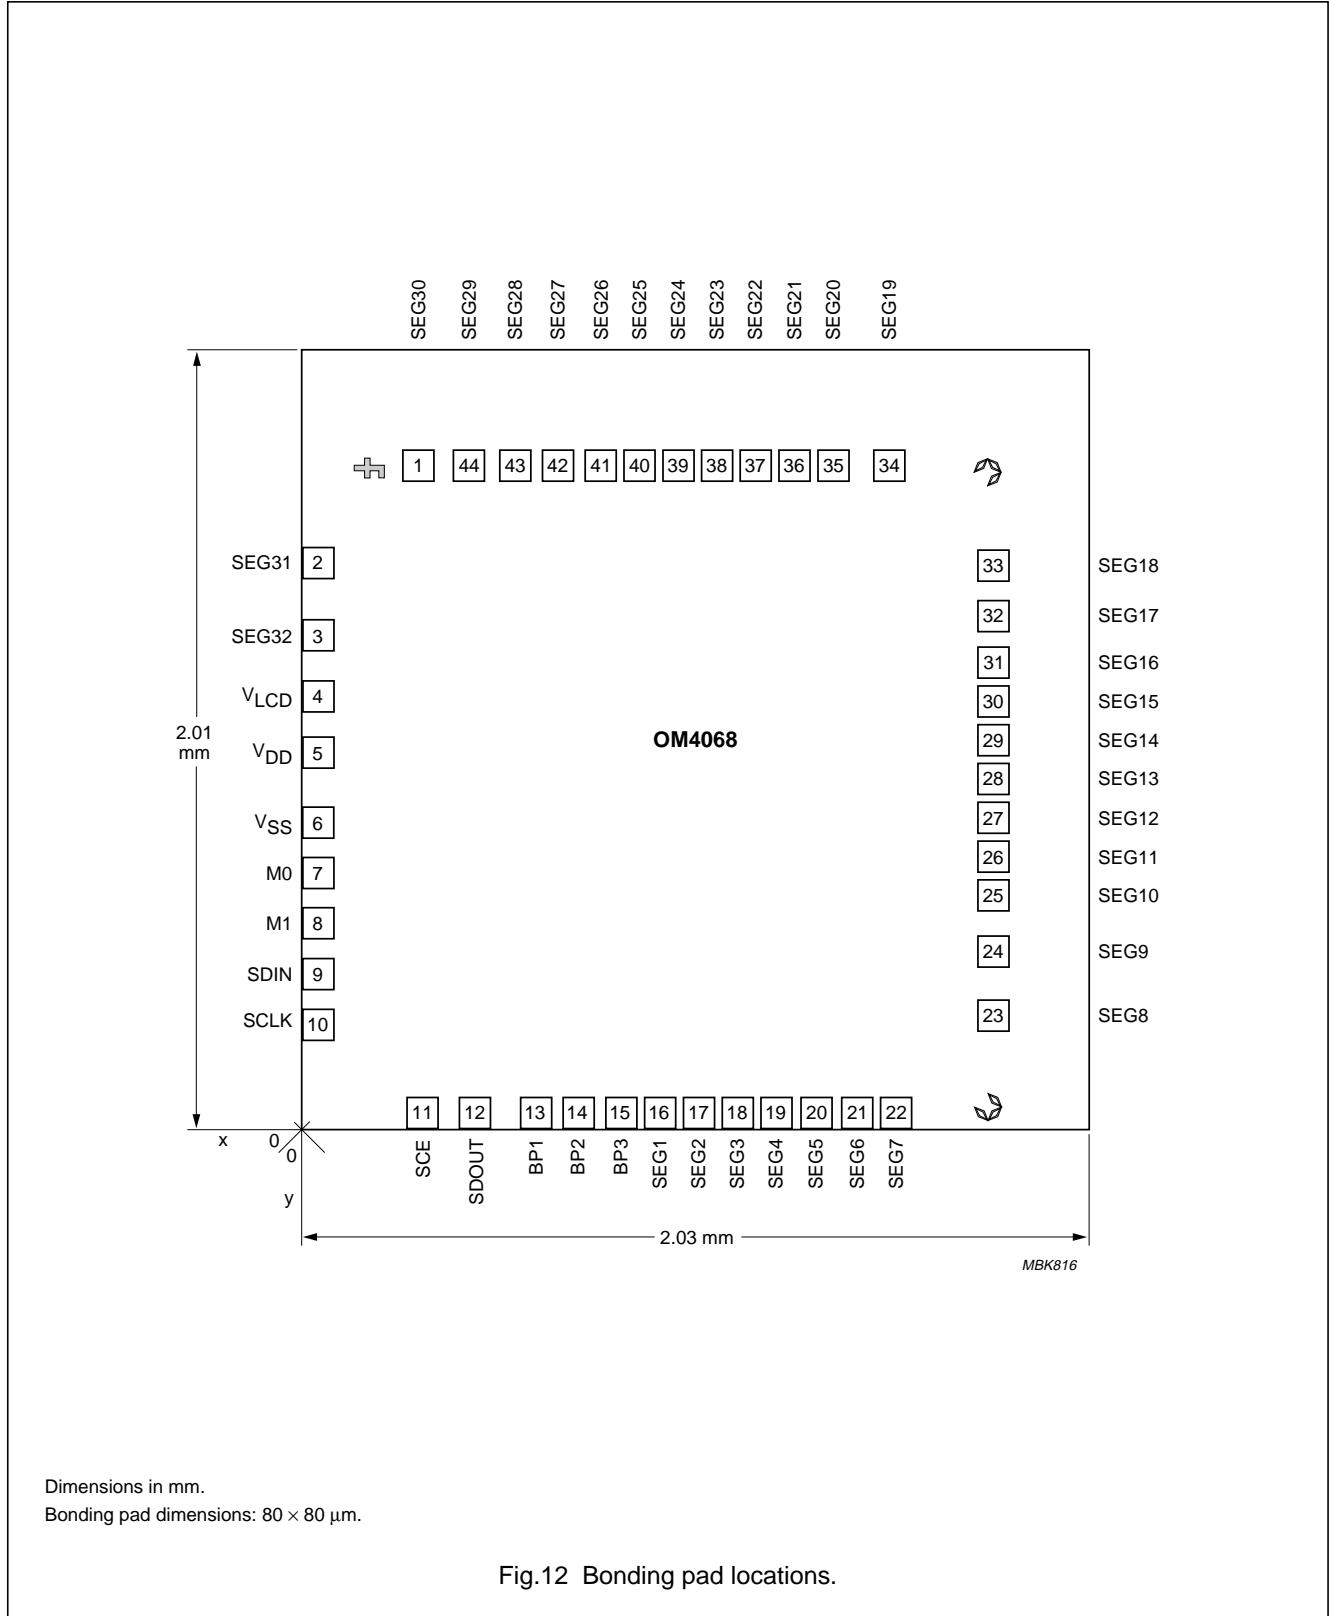 SEG30 SEG29 SEG28 SEG27 SEG26 SEG25 SEG24 SEG23 SEG22 SEG21 SEG20 SEG19
1 44 43 42 41 40 39 38 37 36 35 34
SEG31 2
33 SEG18
32 SEG17
SEG32 3
31 SEG16
VLCD 4
30 SEG15
2.01
mm
OM4068
29 SEG14
VDD 5
28 SEG13
27 SEG12
VSS 6
26 SEG11
M0 7
25 SEG10
M1 8
24 SEG9
SDIN 9
23 SEG8
SCLK 10
11 12 13 14 15 16 17 18 19 20 21 22
x 0
0
y
SCE SDOUT BP1 BP2 BP3 SEG1 SEG2 SEG3 SEG4 SEG5 SEG6 SEG7
2.03 mm
MBK816
Dimensions in mm.
Bonding pad dimensions: 80 × 80 μm.
Fig.12 Bonding pad locations.